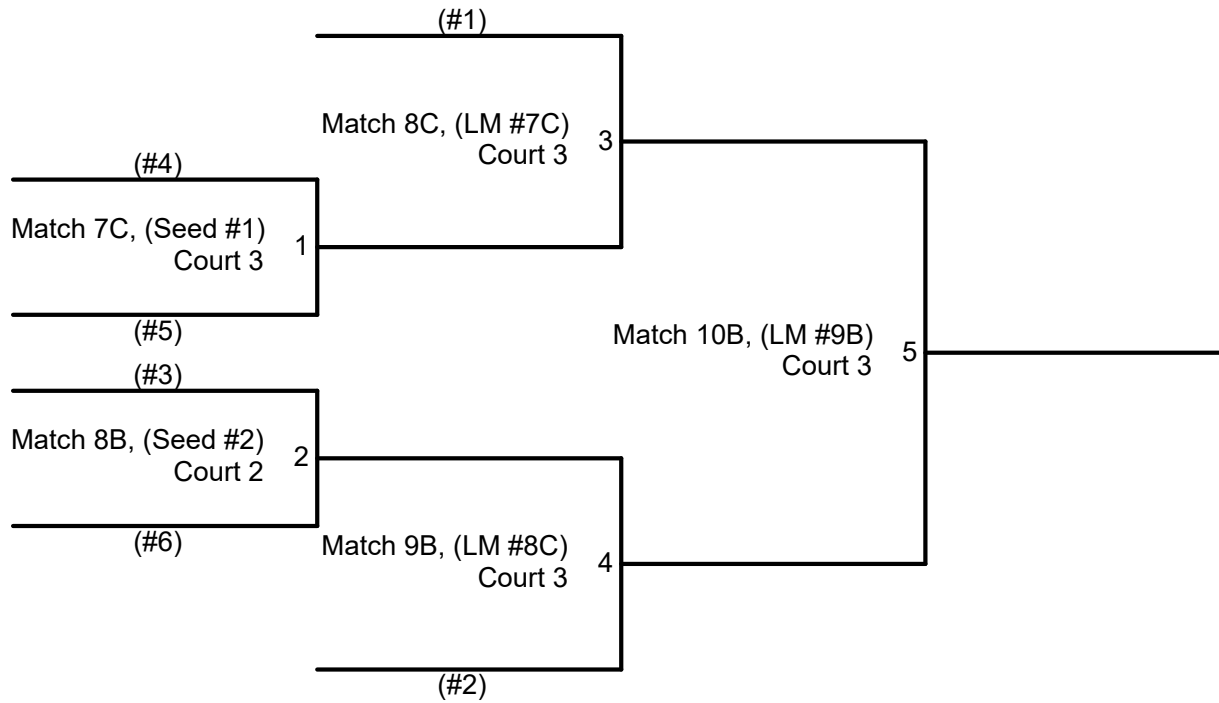 (#1)
Match 8C, (LM #7C)
Court 3
3
(#4)
Match 7C, (Seed #1)
Court 3
1
(#5)
Match 10B, (LM #9B)
Court 3
5
(#3)
Match 8B, (Seed #2)
Court 2
2
(#6)
Match 9B, (LM #8C)
Court 3
4
(#2)